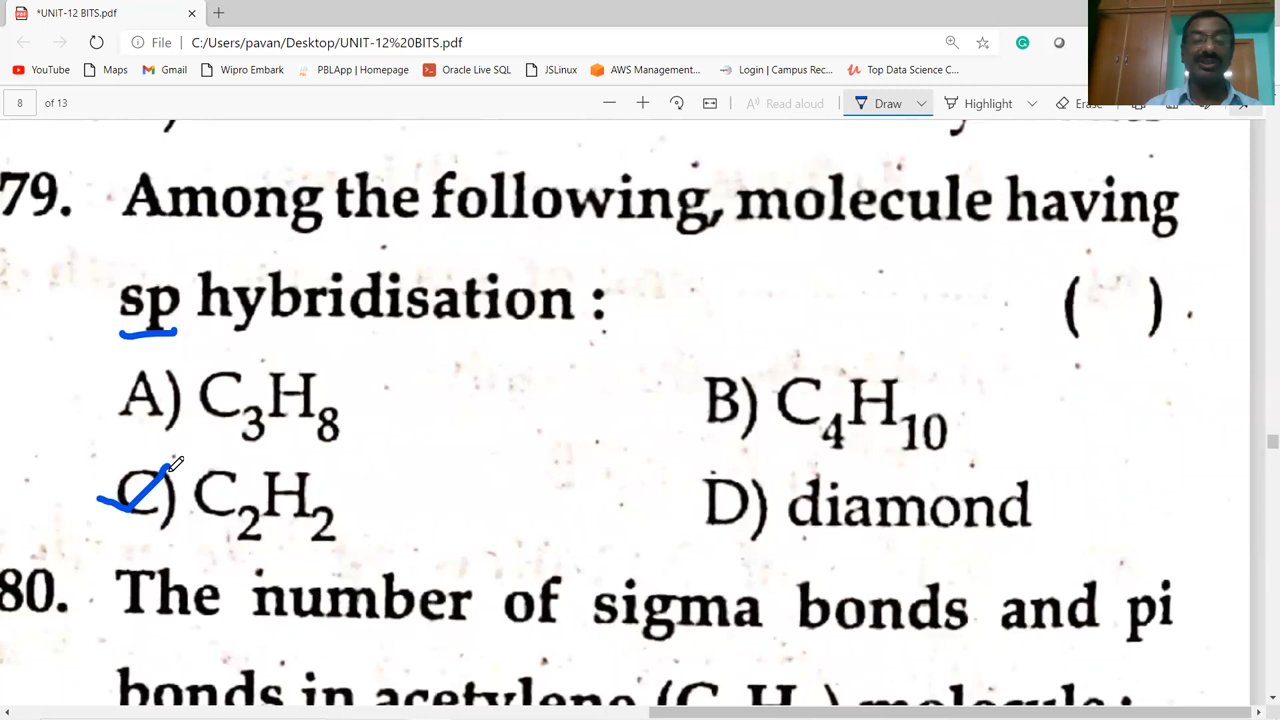 *UNIT-12 BITS.pdf
File C:/Users/pavan/Desktop/UNIT-12%20BITS.pdf
YouTube Maps Gmail Wipro Embark PBLApp | Homepage Oracle Live SQL JSLinux AWS Management... Login | Campus Rec... Top Data Science C...
8 of 13 Read aloud Draw Highlight Erase
79. Among the following, molecule having
sp hybridisation : ( ) .
A) C3H8 B) C4H10
C) C2H2 D) diamond
80. The number of sigma bonds and pi
bonds in acetylene (C H ) molecule :